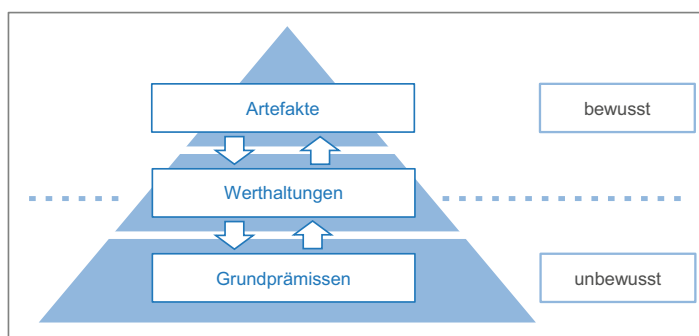 Artefakte
bewusst
Werthaltungen
Grundprämissen
unbewusst